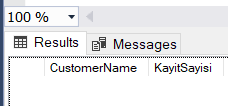 100 %
Results Messages
CustomerName KayitSayisi